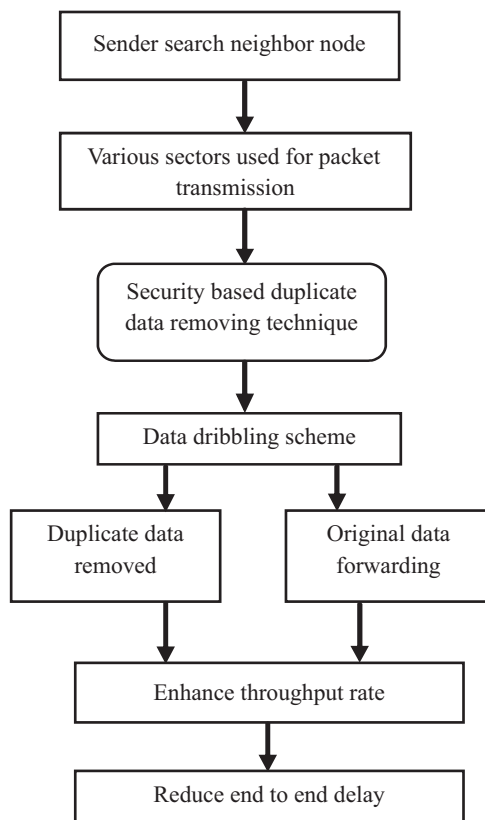 Sender search neighbor node
Various sectors used for packet
transmission
Security based duplicate
data removing technique
Data dribbling scheme
Duplicate data
removed
Original data
forwarding
Enhance throughput rate
Reduce end to end delay